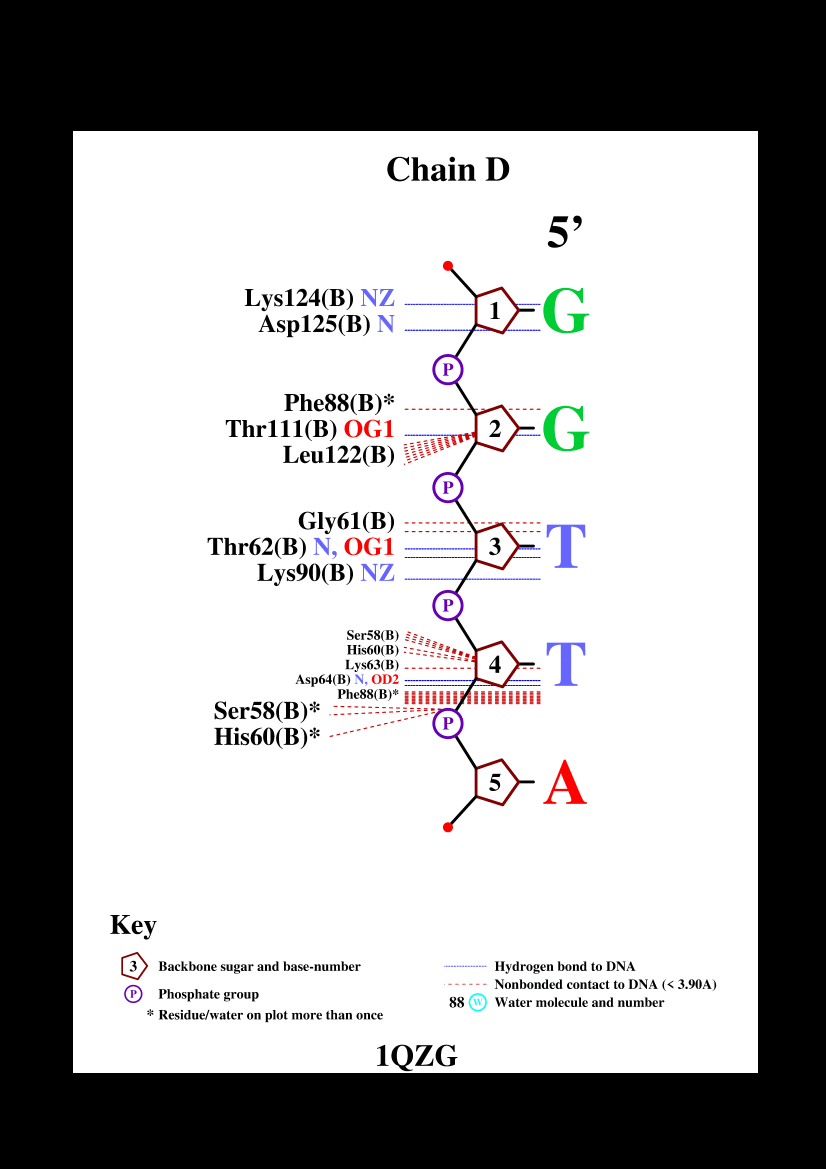 Chain D
5’
Lys124(B) NZ
1
G
Asp125(B) N
P
Phe88(B)*
Thr111(B) OG1
2
G
Leu122(B)
P
Gly61(B)
Thr62(B) N, OG1
3
T
Lys90(B) NZ
P
Ser58(B)
His60(B)
Lys63(B)
4
T
Asp64(B) N, OD2
Phe88(B)*
Ser58(B)*
P
His60(B)*
5
A
Key
3 Backbone sugar and base-number
P Phosphate group
* Residue/water on plot more than once
Hydrogen bond to DNA
Nonbonded contact to DNA (< 3.90A)
88 W Water molecule and number
1QZG